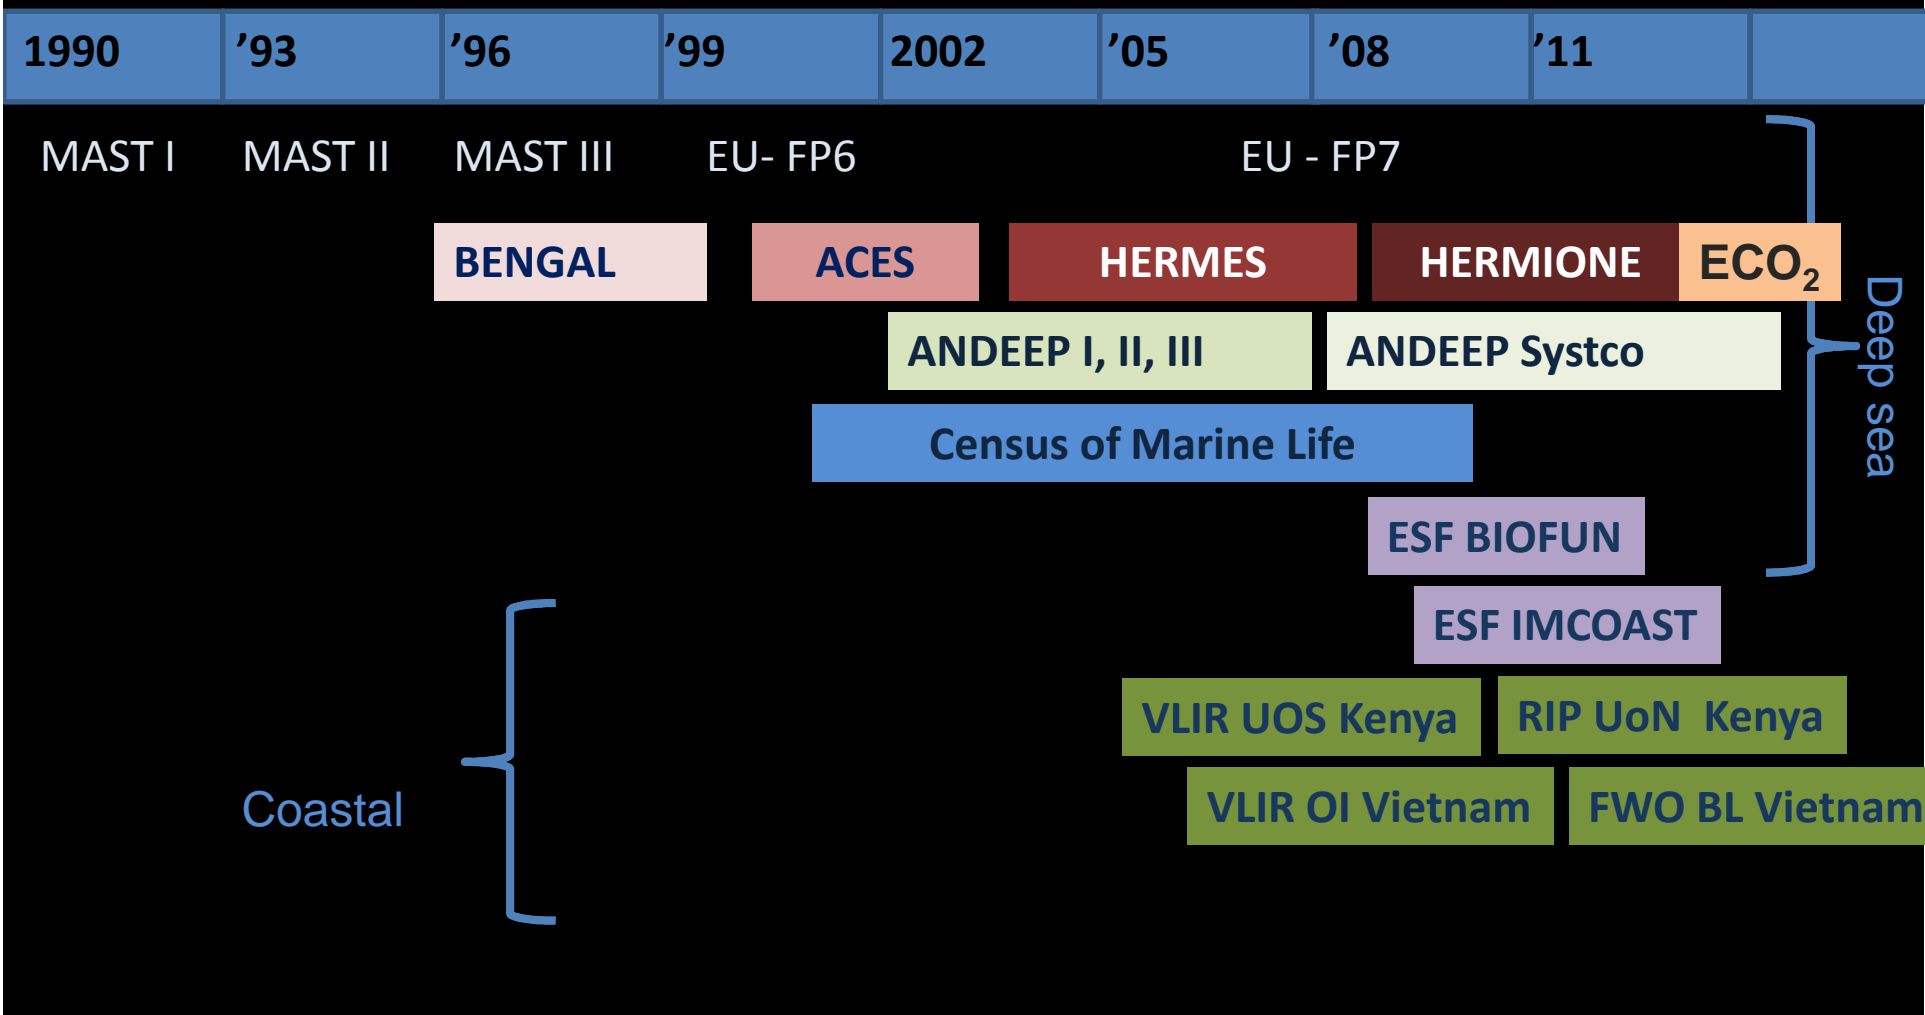 1990 ’93 ’96 ’99 2002 ’05 ’08 ’11
MAST I MAST II MAST III EU- FP6 EU - FP7
BENGAL ACES HERMES HERMIONE ECO₂
ANDEEP I, II, III ANDEEP Systco
Deep sea
Census of Marine Life
ESF BIOFUN
ESF IMCOAST
VLIR UOS Kenya RIP UoN Kenya
Coastal
VLIR OI Vietnam FWO BL Vietnam